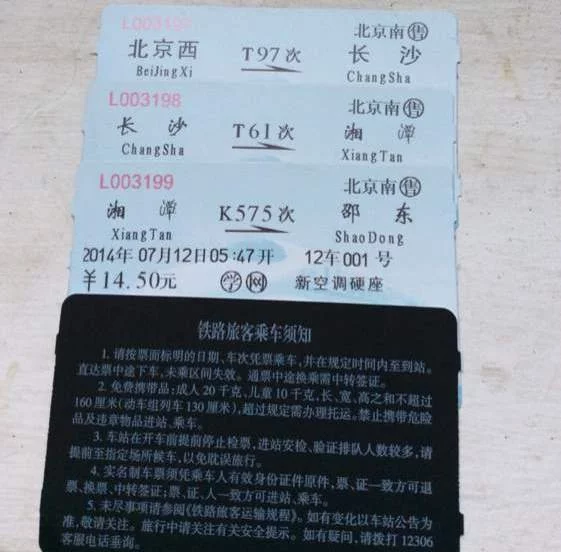 L003197
北京南 售
北京西 T97次 长沙
BeiJingXi ChangSha
L003198
北京南 售
长沙 T61次 湘潭
ChangSha XiangTan
L003199
北京南 售
湘潭 K575次 邵东
XiangTan ShaoDong
2014年07月12日05:47开 12车001号
¥14.50元 学 网 新空调硬座
铁路旅客乘车须知
1. 请按票面标明的日期、车次凭票乘车，并在规定时间内至到站。
直达票中途下车，未乘区间失效。通票中途换乘需中转签证。
2. 免费携带品：成人20千克，儿童10千克，长、宽、高之和不超过
160厘米（动车组列车130厘米），超过规定需办理托运。禁止携带危险
品及违章物品进站、乘车。
3. 车站在开车前提前停止检票，进站安检、验证排队人数较多，请
提前至指定场所候车，以免耽误旅行。
4. 实名制车票须凭乘车人有效身份证件原件，票、证一致方可退
票、换票、中转签证；票、证、人一致方可进站、乘车。
5. 未尽事项请参阅《铁路旅客运输规程》。如有变化以车站公告为
准，敬请关注。旅行中请关注有关安全提示。如有疑问，请拨打12306
客服电话垂询。